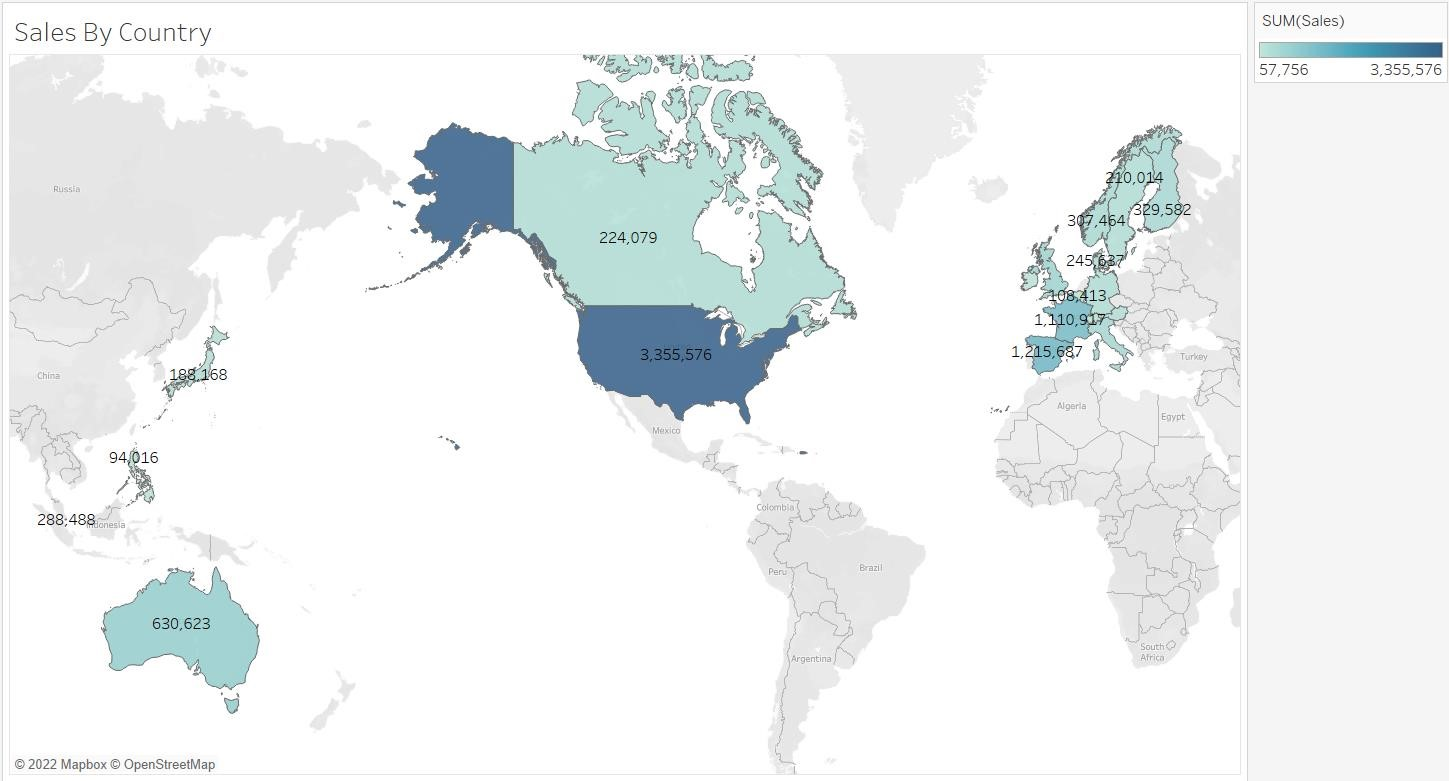 Sales By Country
SUM(Sales)
57,756 3,355,576
Russia
210,014
329,582
307,464
224,079
245,637
108,413
1,110,917
3,355,576
1,215,687
Turkey
188,168
China
Algeria
Egypt
Mexico
94,016
Colombia
288,488
Indonesia
Peru
Brazil
630,623
Argentina
South
Africa
© 2022 Mapbox © OpenStreetMap